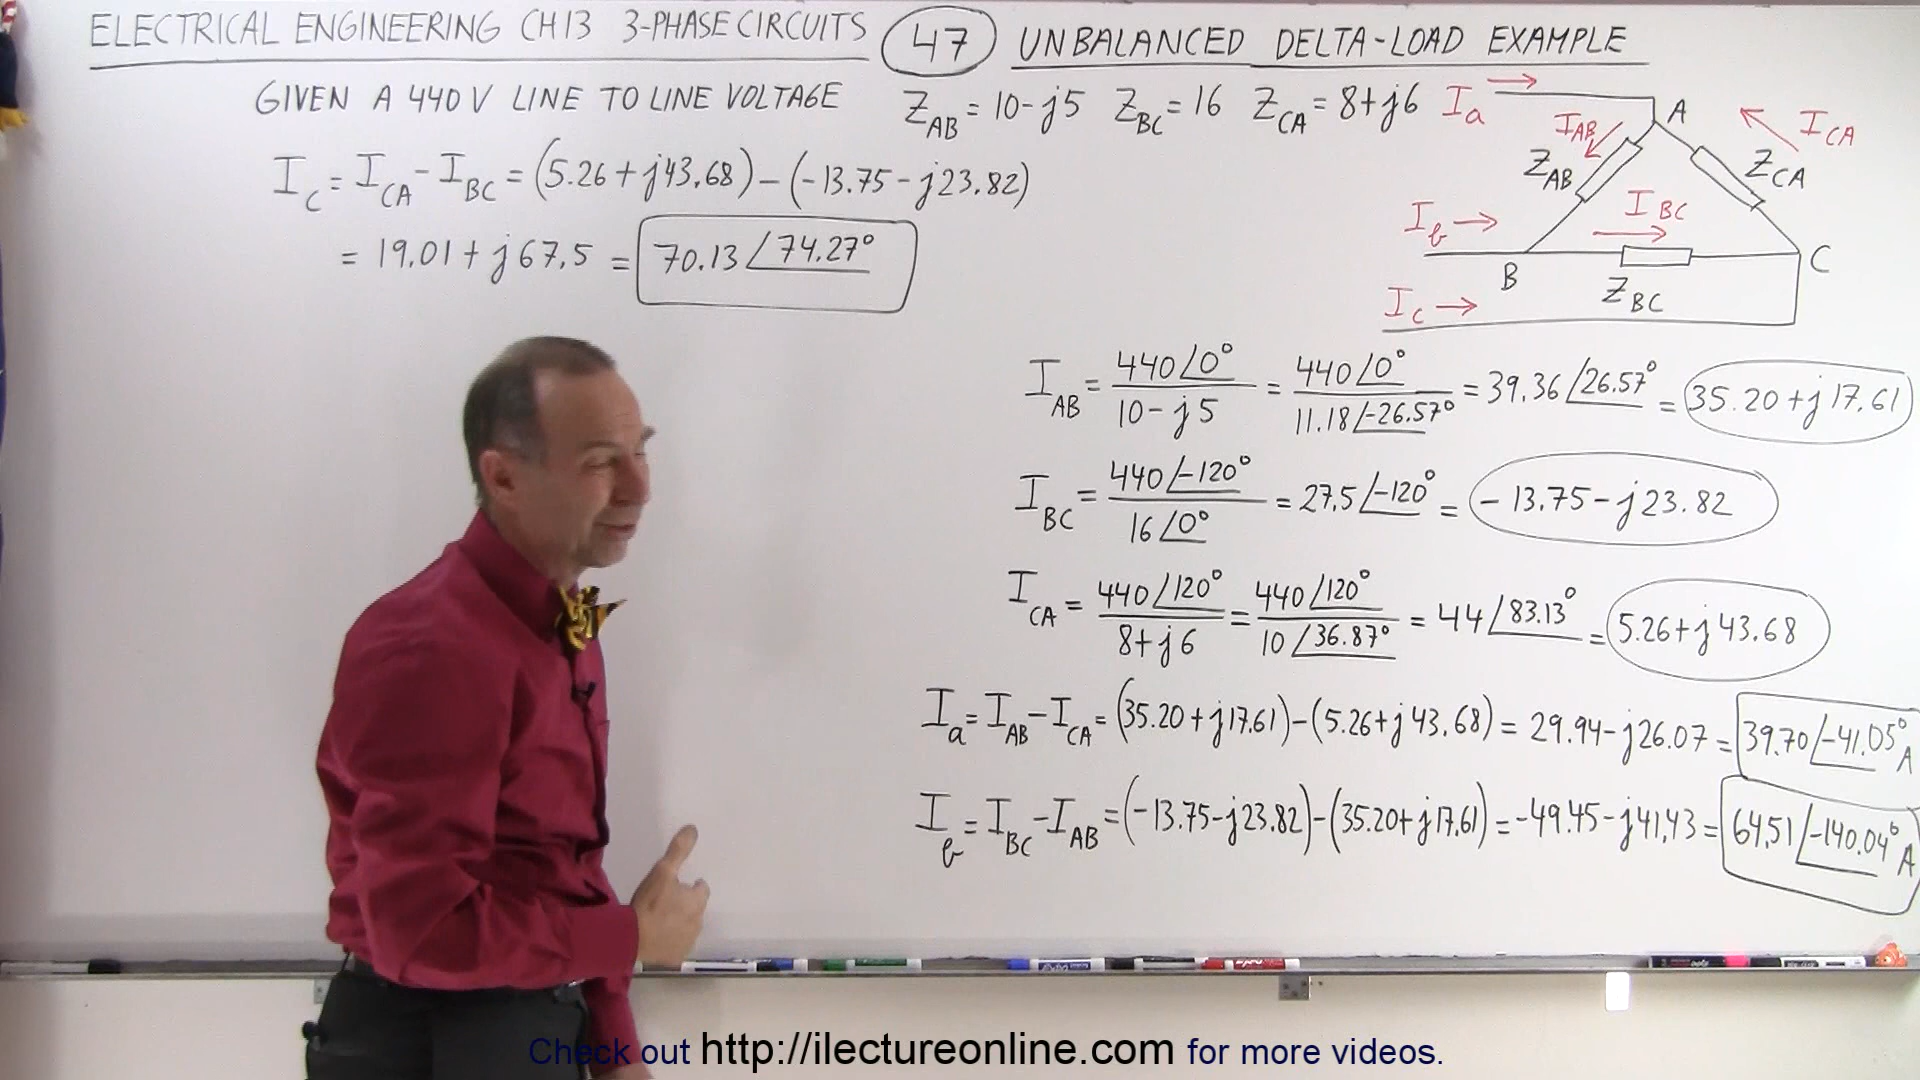 ELECTRICAL ENGINEERING CH 13 3-PHASE CIRCUITS 47 UNBALANCED DELTA-LOAD EXAMPLE
GIVEN A 440 V LINE TO LINE VOLTAGE Z_AB = 10 - j5 Z_BC = 16 Z_CA = 8 + j6
I_C = I_CA - I_BC = (5.26 + j43.68) - (-13.75 - j23.82)
= 19.01 + j67.5 = 70.13 ∠74.27°
I_a A I_CA
I_AB
Z_AB Z_CA
I_b I_BC
B C
I_c Z_BC
I_AB = 440∠0° / 10 - j5 = 440∠0° / 11.18∠-26.57° = 39.36∠26.57° = 35.20 + j17.61
I_BC = 440∠-120° / 16∠0° = 27.5∠-120° = -13.75 - j23.82
I_CA = 440∠120° / 8 + j6 = 440∠120° / 10∠36.87° = 44∠83.13° = 5.26 + j43.68
I_a = I_AB - I_CA = (35.20 + j17.61) - (5.26 + j43.68) = 29.94 - j26.07 = 39.70∠-41.05° A
I_b = I_BC - I_AB = (-13.75 - j23.82) - (35.20 + j17.61) = -49.45 - j41,43 = 64.51∠-140.04° A
Check out http://ilectureonline.com for more videos.